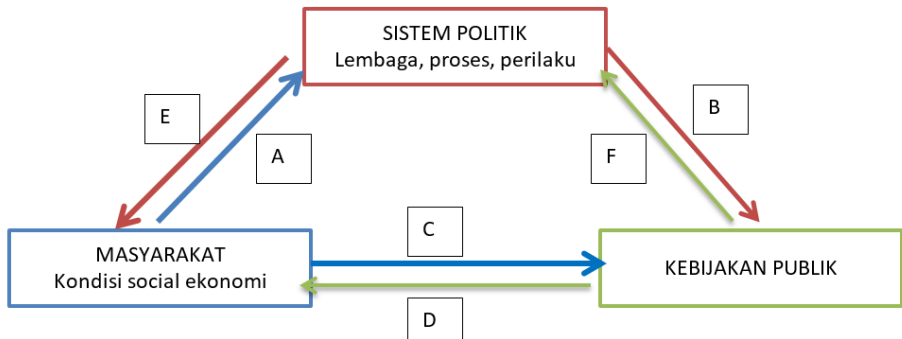 SISTEM POLITIK
Lembaga, proses, perilaku
E
B
A
F
MASYARAKAT
Kondisi social ekonomi
C
KEBIJAKAN PUBLIK
D